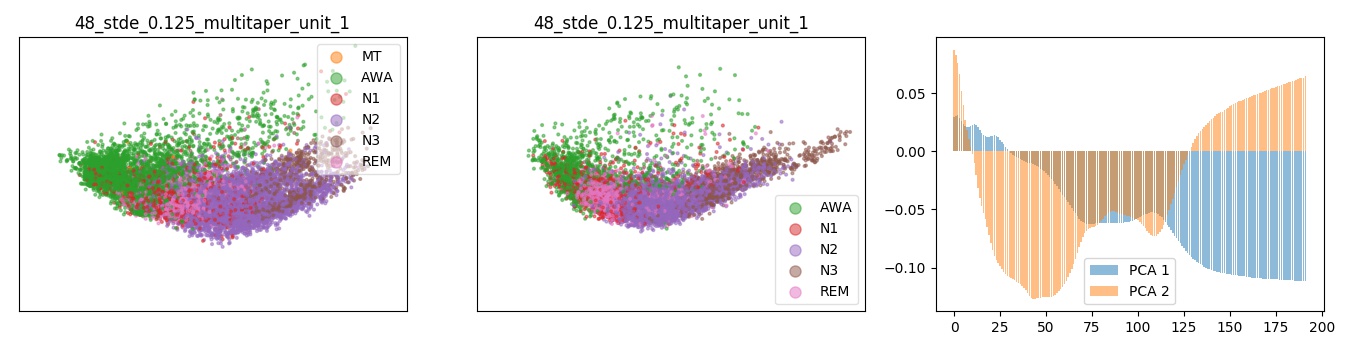 48_stde_0.125_multitaper_unit_1
MT
AWA
N1
N2
N3
REM
48_stde_0.125_multitaper_unit_1
AWA
N1
N2
N3
REM
0.05
0.00
−0.05
−0.10
PCA 1
PCA 2
0 25 50 75 100 125 150 175 200